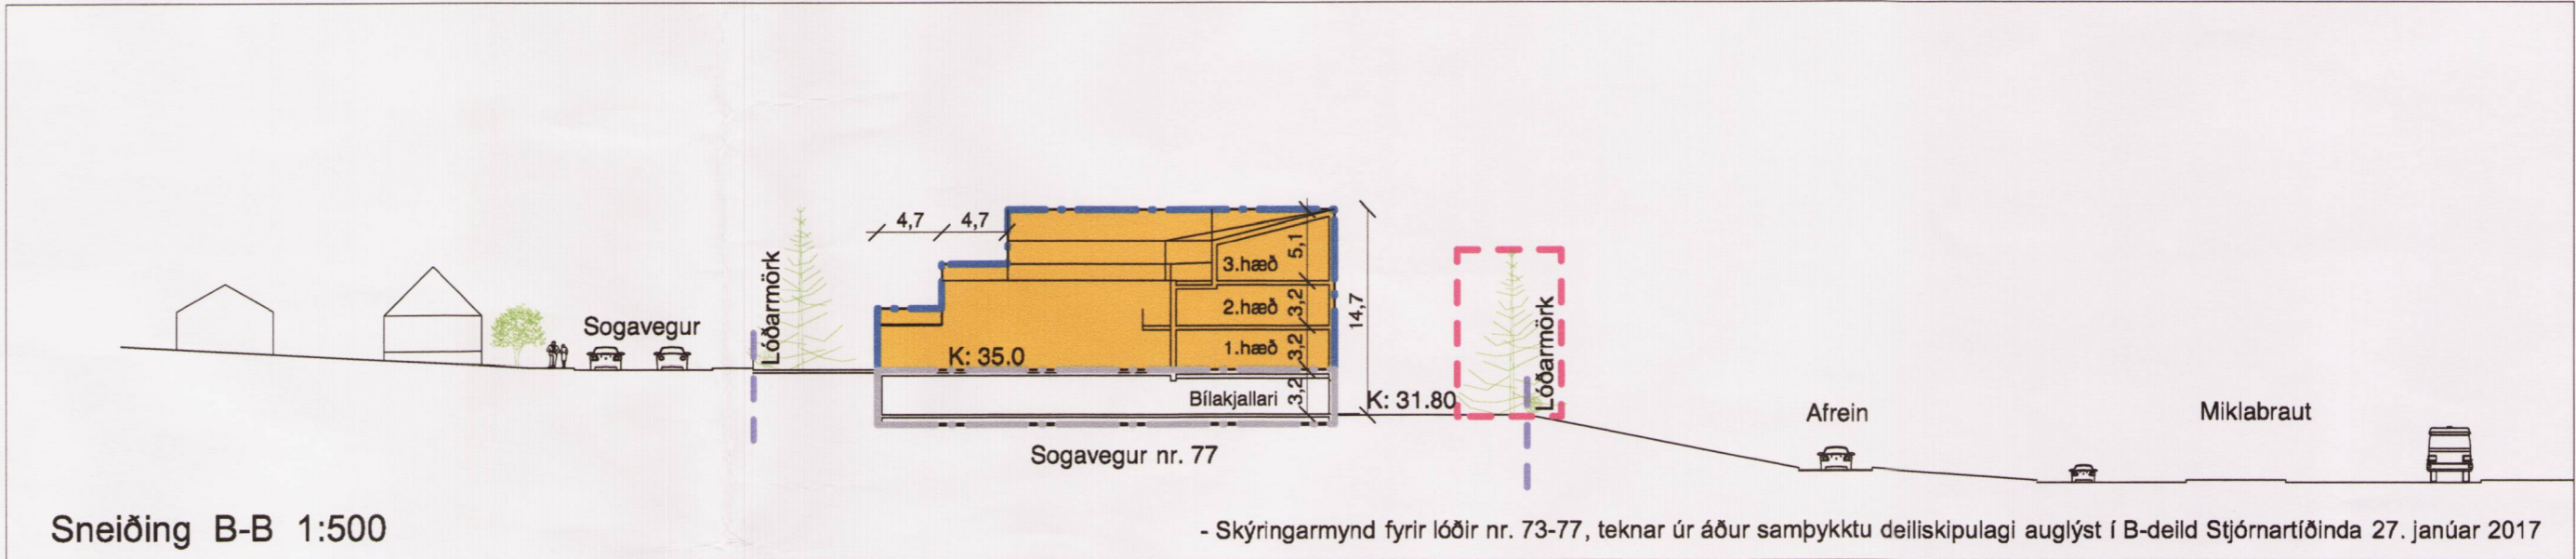 4,7
4,7
Lóðarmörk
Sogavegur
3.hæð
5,1
2.hæð
3,2
14,7
1.hæð
3,2
K: 35.0
Bílakjallari
3,2
K: 31.80
Lóðarmörk
Afrein
Miklabraut
Sogavegur nr. 77
Sneiðing B-B 1:500
- Skýringarmynd fyrir lóðir nr. 73-77, teknar úr áður samþykktu deiliskipulagi auglýst í B-deild Stjórnartíðinda 27. janúar 2017